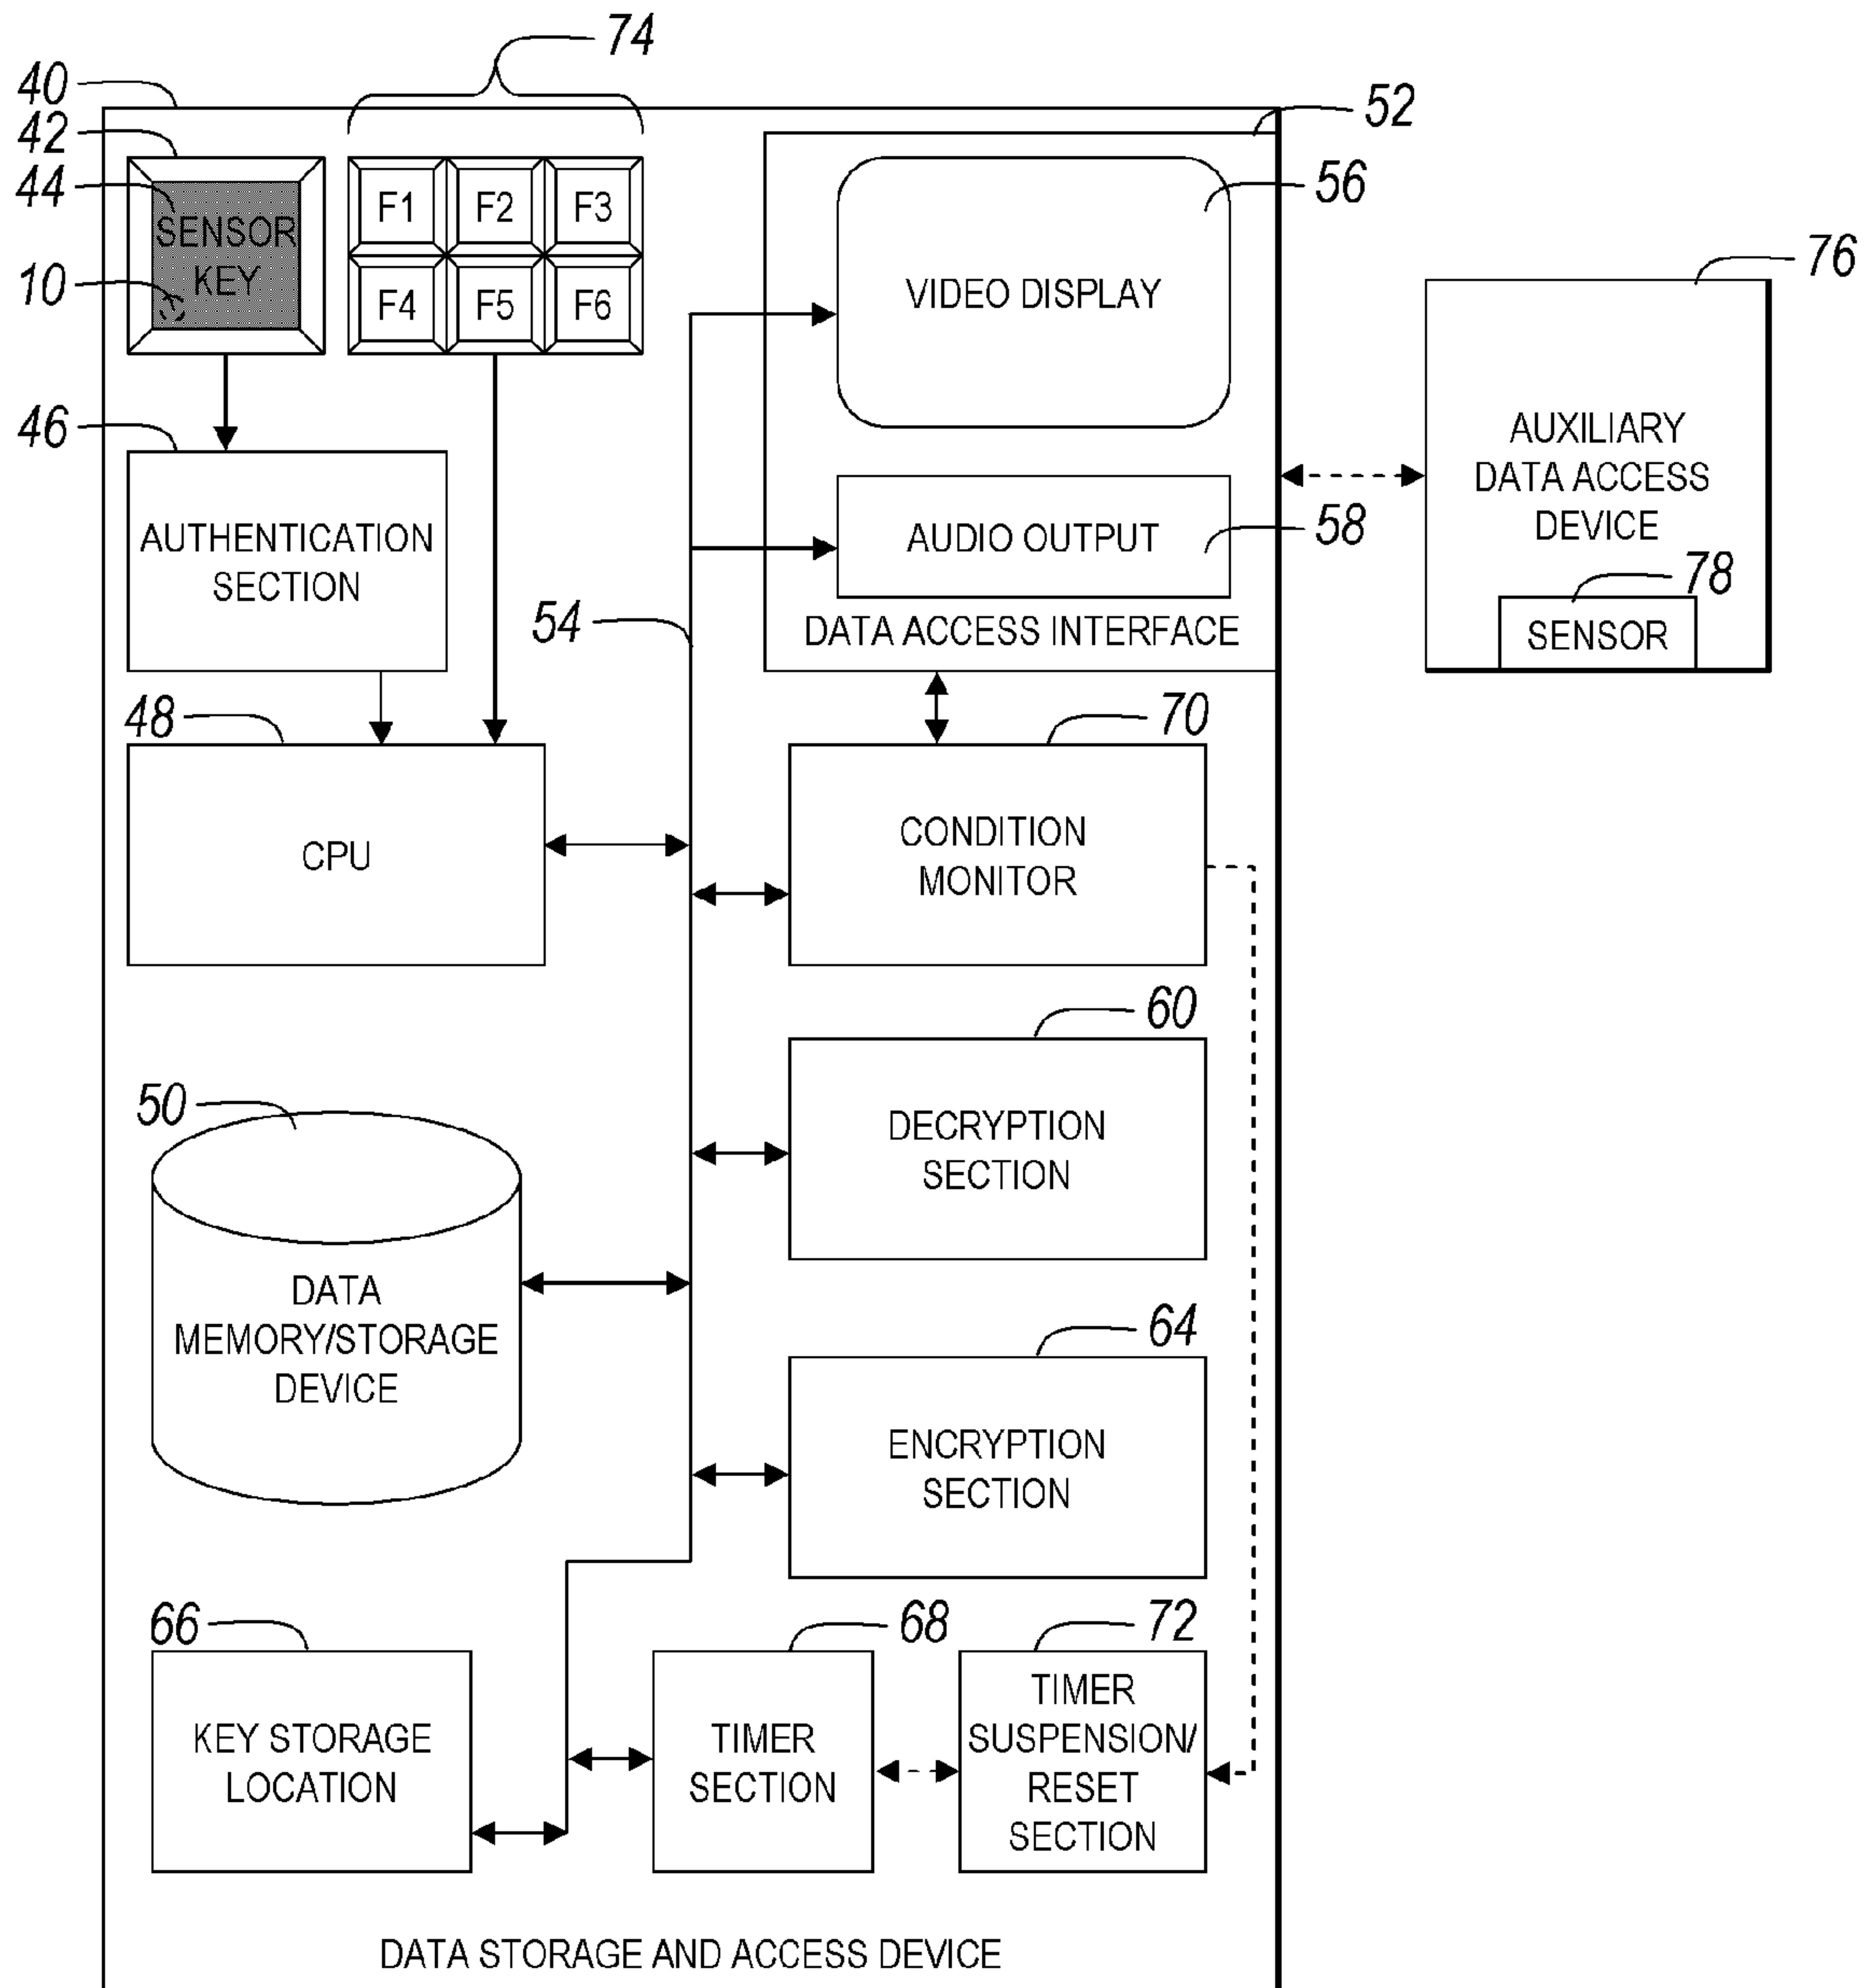 74
40
42
44
10
SENSOR
KEY
F1 F2 F3
F4 F5 F6
52
56
VIDEO DISPLAY
76
46
AUTHENTICATION
SECTION
AUDIO OUTPUT
58
54
DATA ACCESS INTERFACE
AUXILIARY
DATA ACCESS
DEVICE
78
SENSOR
48
CPU
70
CONDITION
MONITOR
60
DECRYPTION
SECTION
50
DATA
MEMORY/STORAGE
DEVICE
64
ENCRYPTION
SECTION
66
KEY STORAGE
LOCATION
68
TIMER
SECTION
72
TIMER
SUSPENSION/
RESET
SECTION
DATA STORAGE AND ACCESS DEVICE